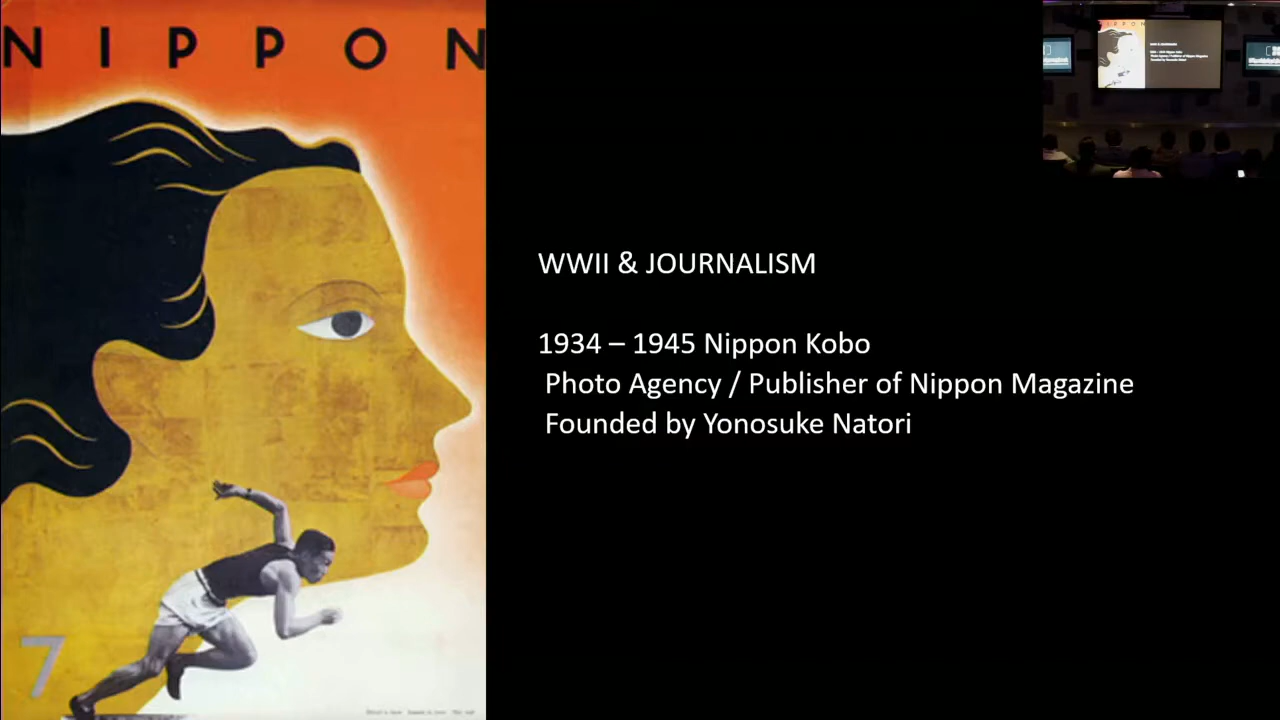 NIPPON
7
WWII & JOURNALISM
1934 – 1945 Nippon Kobo
Photo Agency / Publisher of Nippon Magazine
Founded by Yonosuke Natori